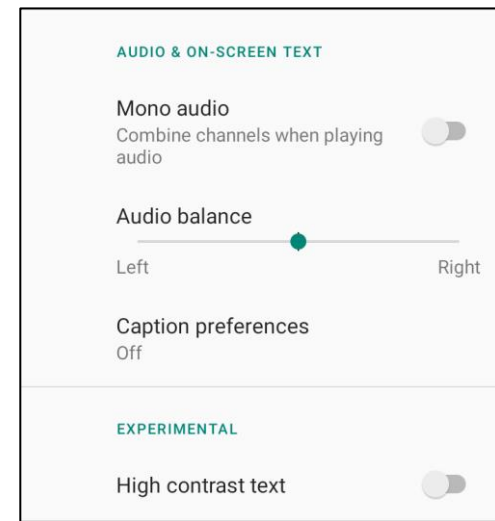 AUDIO & ON-SCREEN TEXT
Mono audio
Combine channels when playing
audio
Audio balance
Left Right
Caption preferences
Off
EXPERIMENTAL
High contrast text